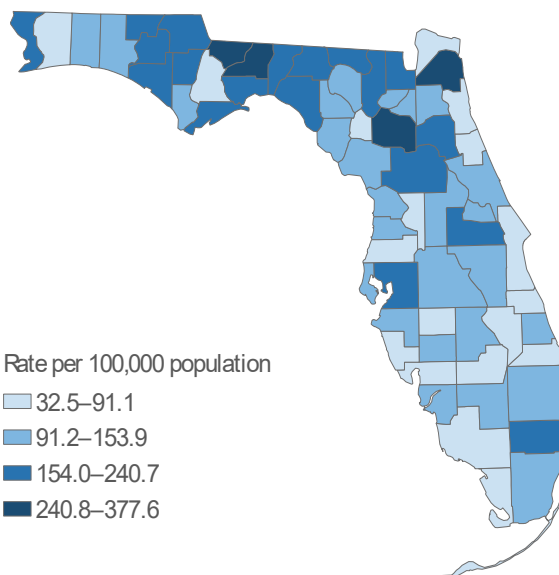 Rate per 100,000 population
32.5–91.1
91.2–153.9
154.0–240.7
240.8–377.6